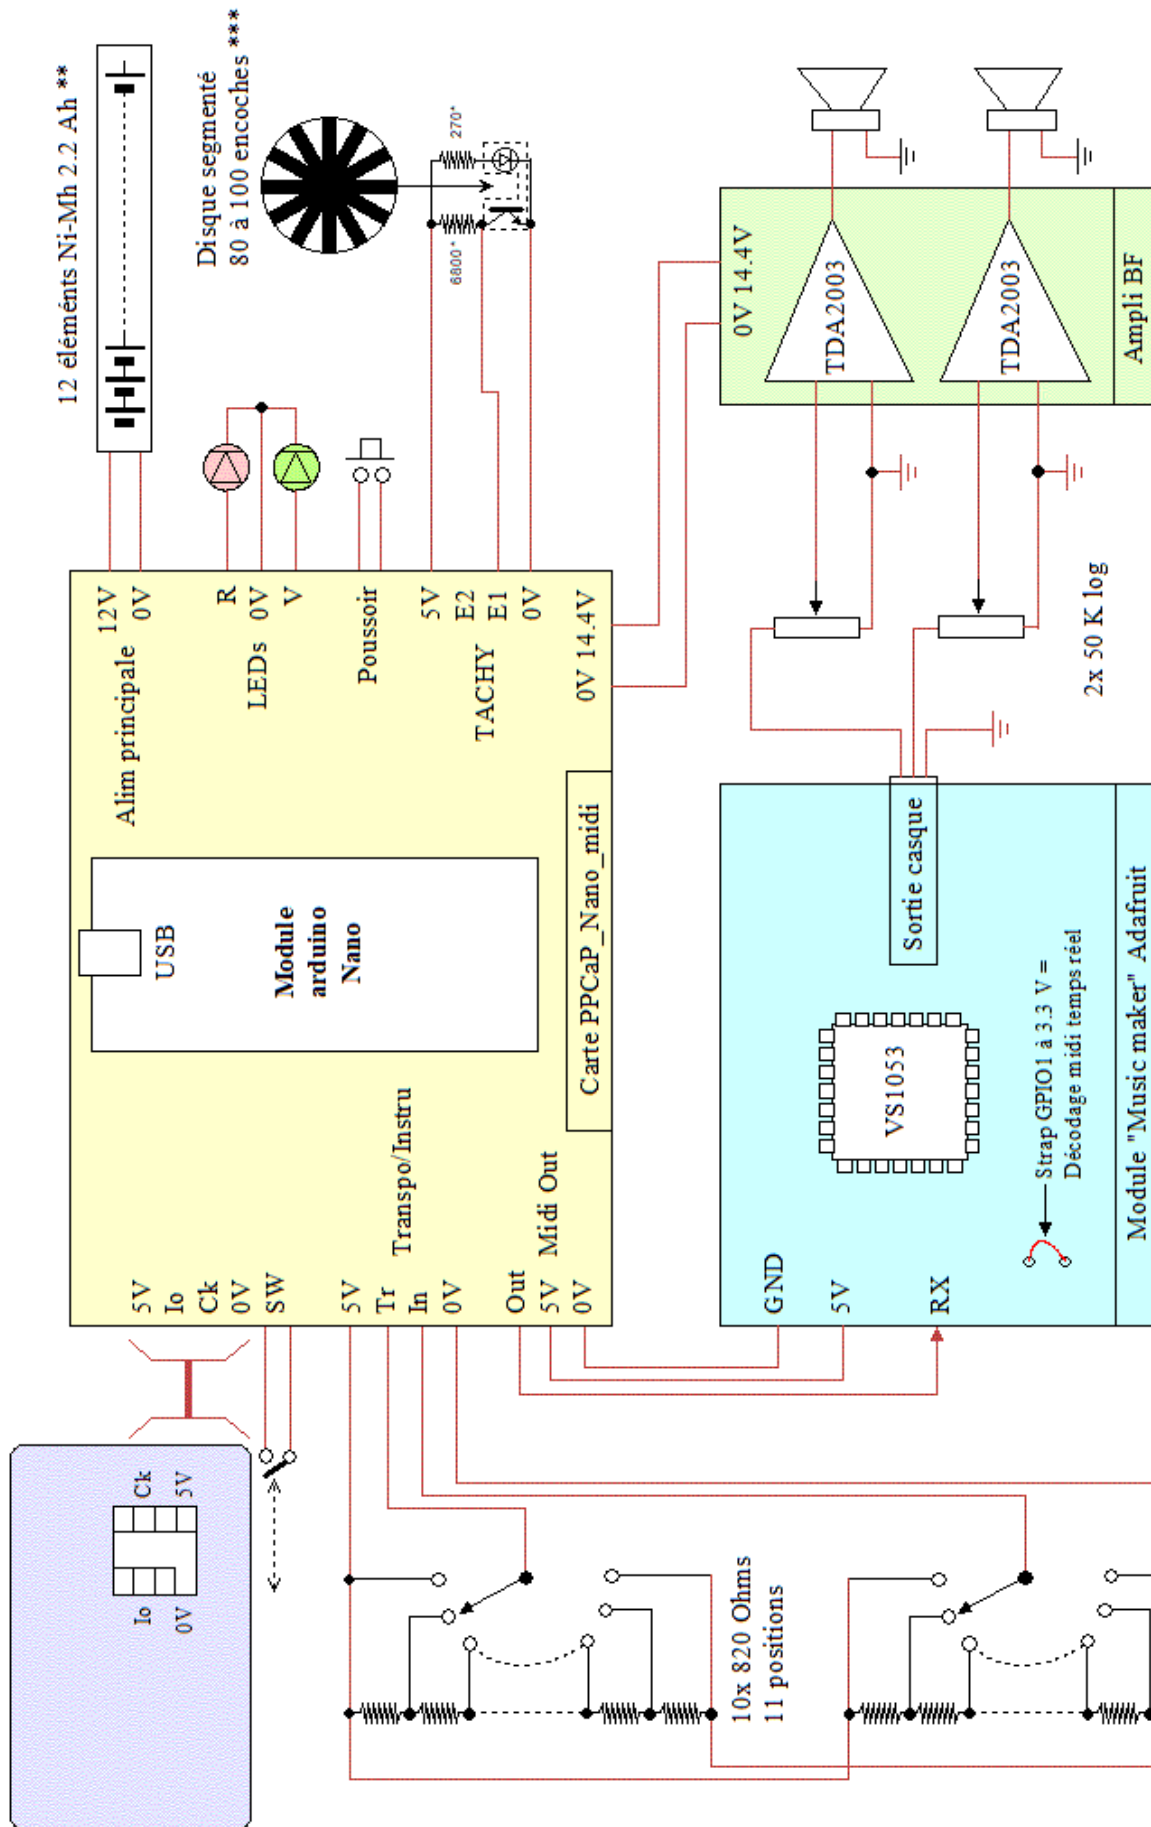 12 éléménts Ni-Mh 2.2 Ah **
Disque segmenté
80 à 100 encoches ***
270*
6800*
12V
0V
Alim principale
R
0V
V
LEDs
Poussoir
5V
E2
E1
0V
TACHY
0V 14.4V
USB
Module
arduino
Nano
Carte PPCaP_Nano_midi
5V
Io
Ck
0V
SW
5V
Tr
In
0V
Transpo/Instru
Out
5V
0V
Midi Out
Ck
5V
Io
0V
10x 820 Ohms
11 positions
0V 14.4V
TDA2003
TDA2003
Ampli BF
2x 50 K log
Sortie casque
VS1053
GND
5V
RX
Strap GPIO1 à 3.3 V =
Décodage midi temps réel
Module "Music maker" Adafruit